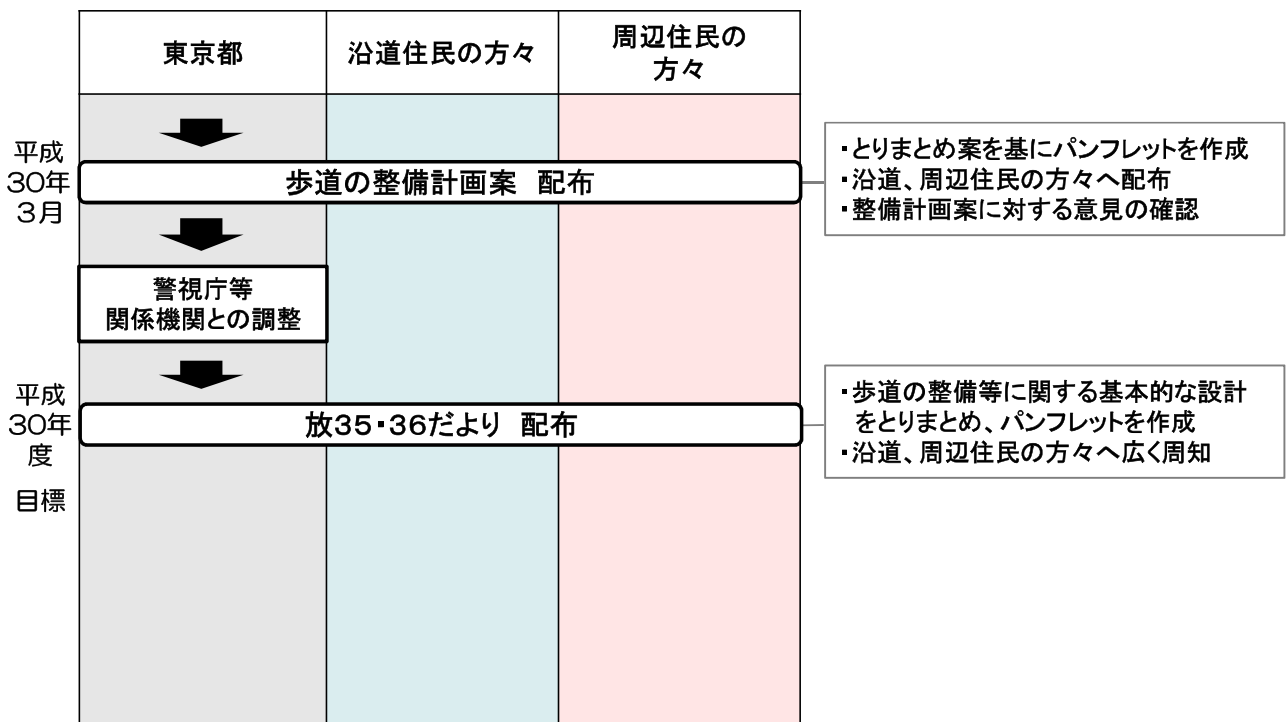 東京都
沿道住民の方々
周辺住民の
方々
平成
30年
3月
歩道の整備計画案 配布
・とりまとめ案を基にパンフレットを作成
・沿道、周辺住民の方々へ配布
・整備計画案に対する意見の確認
警視庁等
関係機関との調整
平成
30年
度
目標
放35・36だより 配布
・歩道の整備等に関する基本的な設計
をとりまとめ、パンフレットを作成
・沿道、周辺住民の方々へ広く周知